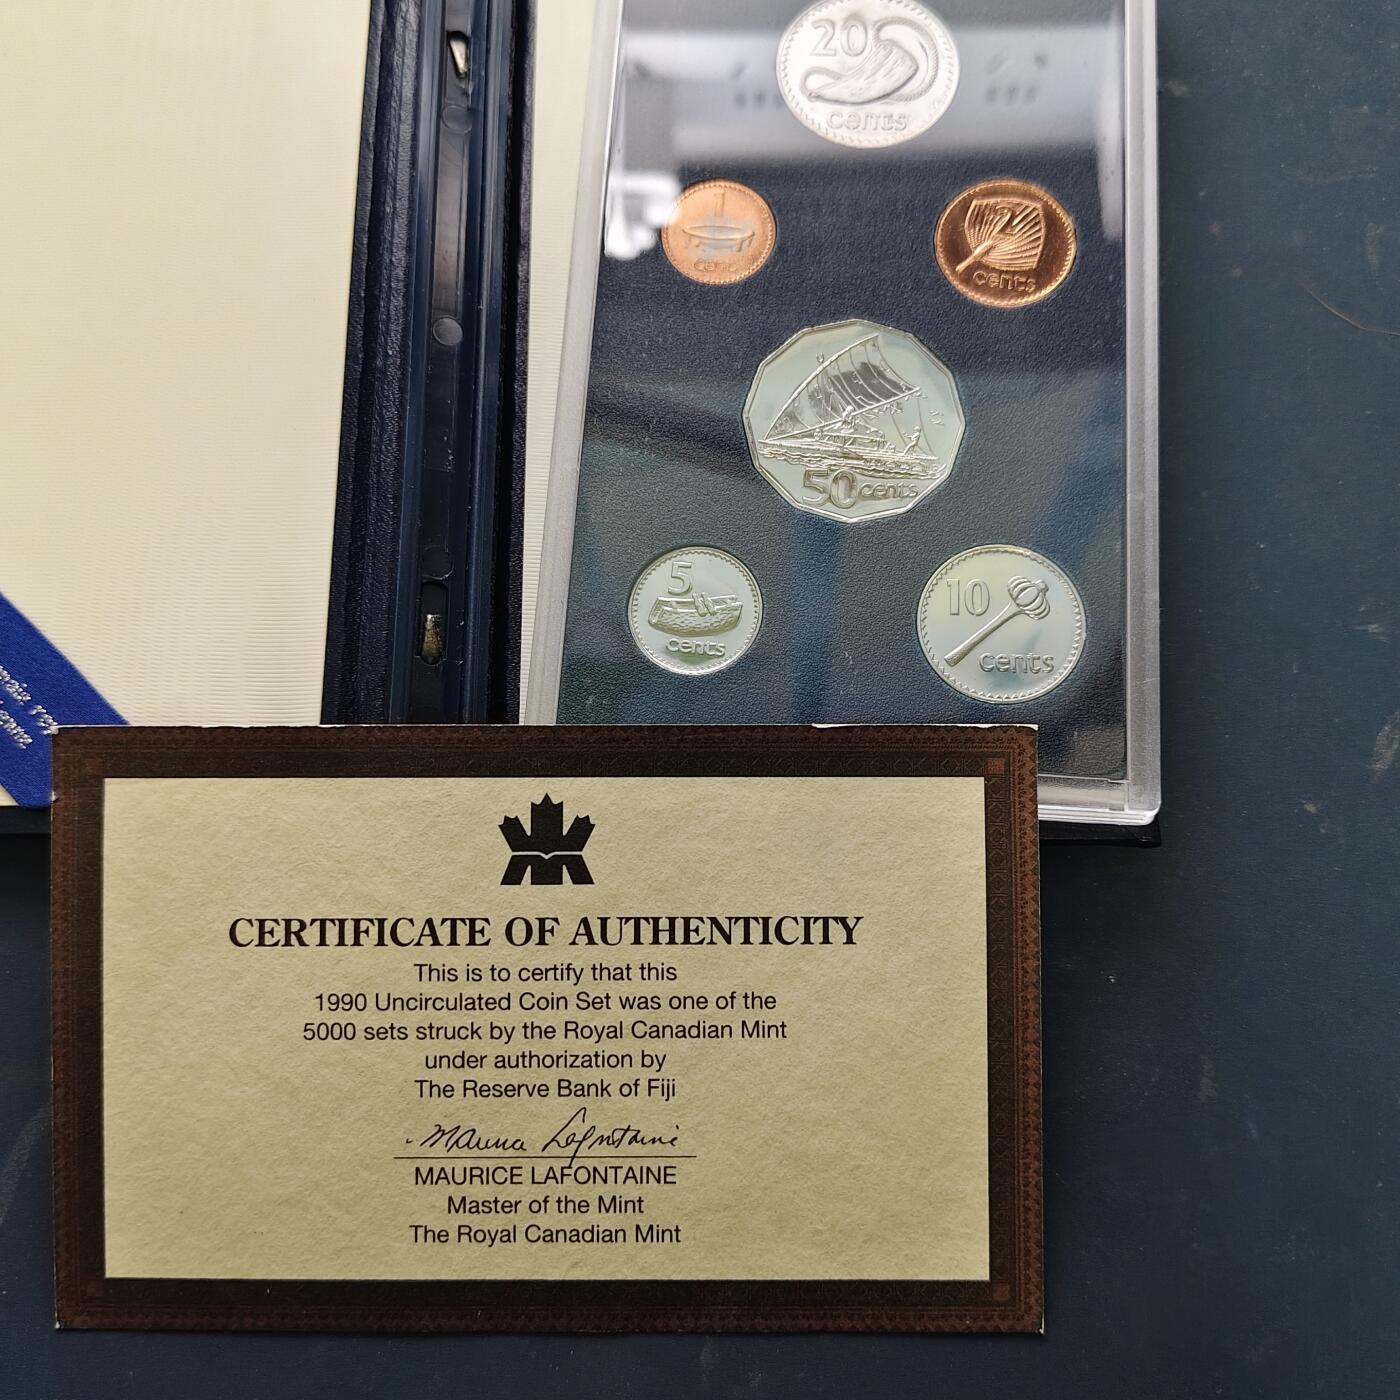 20
cents
1
cent
2
cents
50 cents
5
cents
10
cents
CERTIFICATE OF AUTHENTICITY
This is to certify that this
1990 Uncirculated Coin Set was one of the
5000 sets struck by the Royal Canadian Mint
under authorization by
The Reserve Bank of Fiji
Maurice Lafontaine
MAURICE LAFONTAINE
Master of the Mint
The Royal Canadian Mint